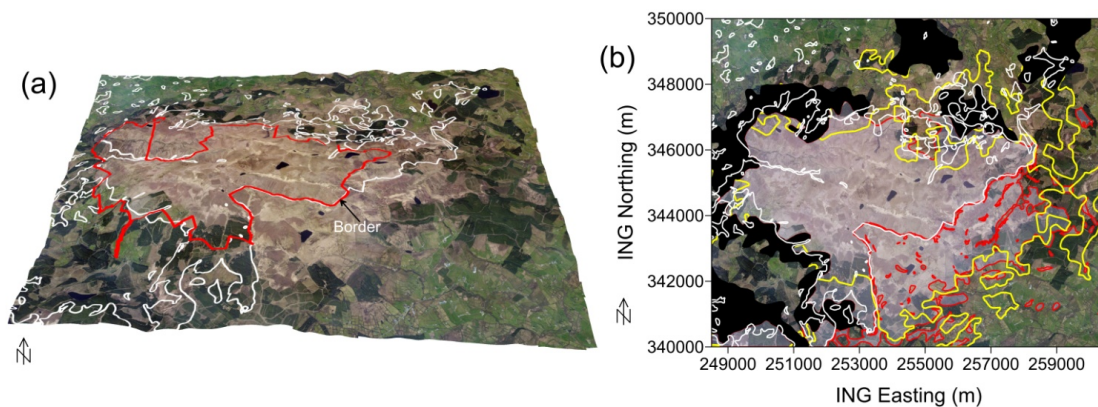 (a)
Border
N
(b)
350000
348000
346000
344000
342000
340000
ING Northing (m)
N
249000 251000 253000 255000 257000 259000
ING Easting (m)